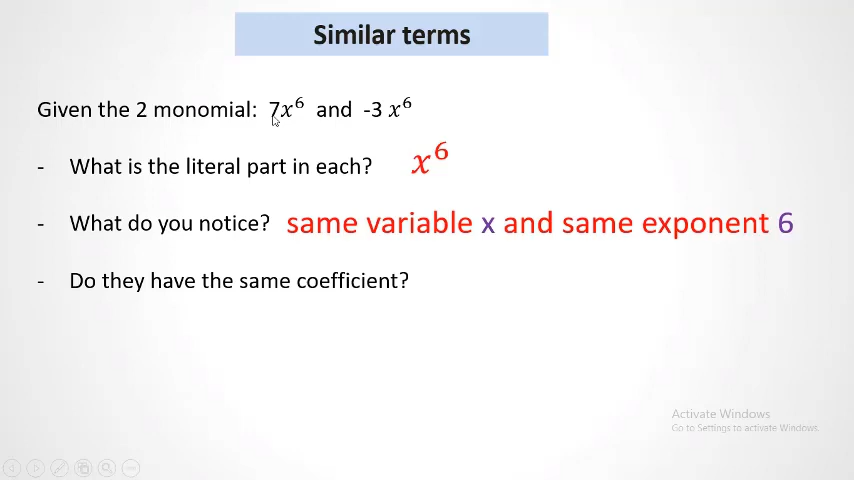 Similar terms
Given the 2 monomial: 7x⁶ and -3 x⁶
- What is the literal part in each? x⁶
- What do you notice? same variable x and same exponent 6
- Do they have the same coefficient?
Activate Windows
Go to Settings to activate Windows.